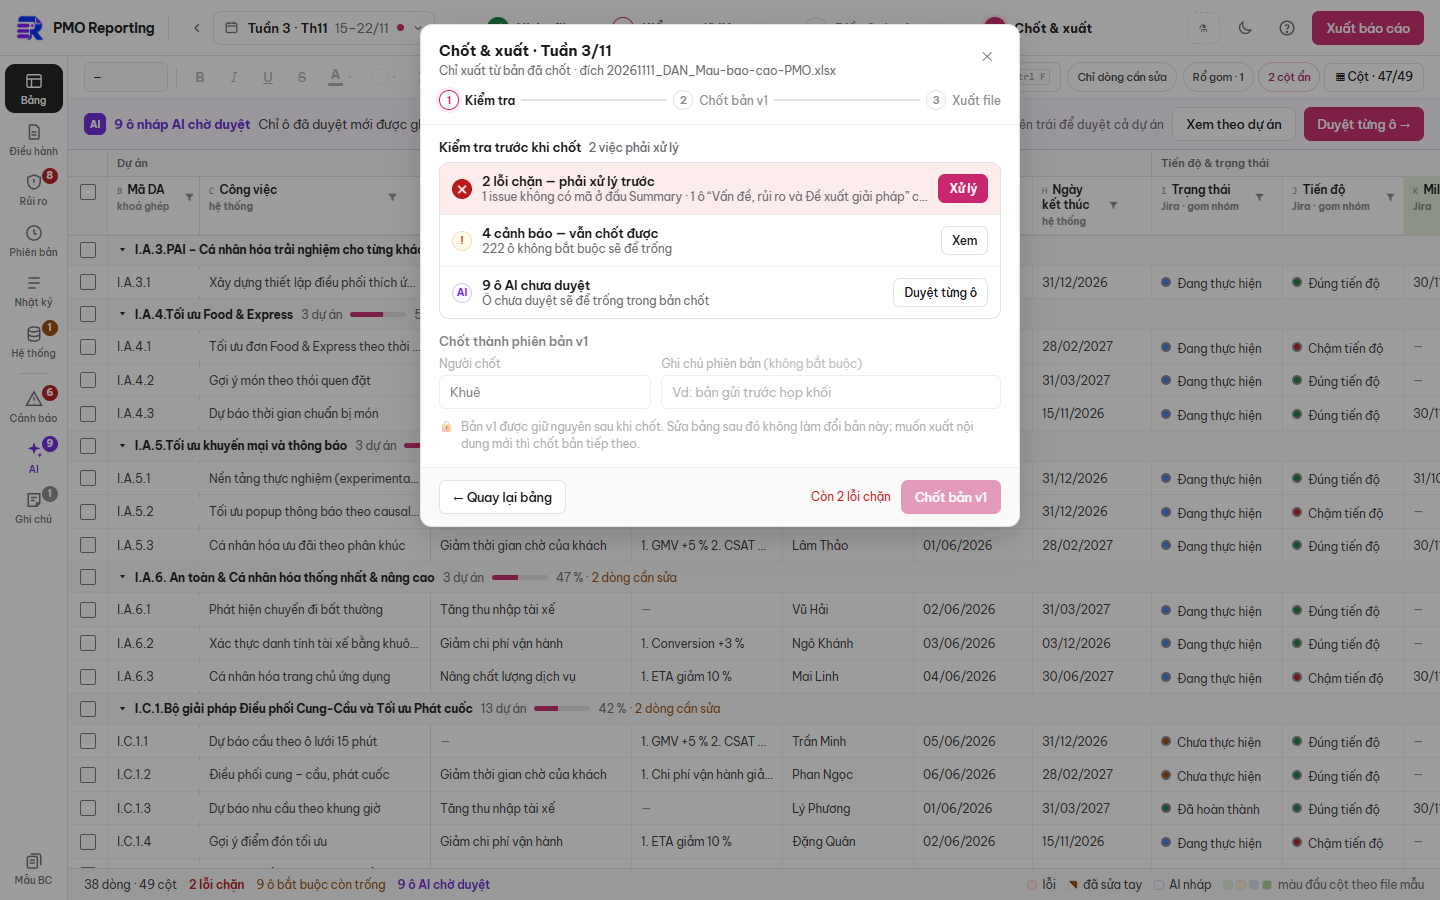 PMO Reporting
Tuần 3 · Th11 15–22/11
Chốt & xuất
Xuất báo cáo
Chốt & xuất · Tuần 3/11
Chỉ xuất từ bản đã chốt · đích 20261111_DAN_Mau-bao-cao-PMO.xlsx
1 Kiểm tra
2 Chốt bản v1
3 Xuất file
–
B I U S A
Ctrl F
Chỉ dòng cần sửa
Rổ gom · 1
2 cột ẩn
Cột · 47/49
AI 9 ô nháp AI chờ duyệt
Chỉ ô đã duyệt mới được
ên trái để duyệt cả dự án
Xem theo dự án
Duyệt từng ô →
Bảng
Điều hành
Rủi ro
8
Phiên bản
Nhật ký
Hệ thống
1
Cảnh báo
6
AI
9
Ghi chú
1
Mẫu BC
Kiểm tra trước khi chốt 2 việc phải xử lý
2 lỗi chặn — phải xử lý trước
1 issue không có mã ở đầu Summary · 1 ô “Vấn đề, rủi ro và Đề xuất giải pháp” c...
Xử lý
4 cảnh báo — vẫn chốt được
222 ô không bắt buộc sẽ để trống
Xem
AI
9 ô AI chưa duyệt
Ô chưa duyệt sẽ để trống trong bản chốt
Duyệt từng ô
Chốt thành phiên bản v1
Người chốt
Ghi chú phiên bản (không bắt buộc)
Khuê
Vd: bản gửi trước họp khối
Bản v1 được giữ nguyên sau khi chốt. Sửa bảng sau đó không làm đổi bản này; muốn xuất nội
dung mới thì chốt bản tiếp theo.
← Quay lại bảng
Còn 2 lỗi chặn
Chốt bản v1
Dự án
Tiến độ & trạng thái
B Mã DA
khoá ghép
C Công việc
hệ thống
H Ngày
kết thúc
hệ thống
I Trạng thái
Jira · gom nhóm
J Tiến độ
Jira · gom nhóm
K Mil
Jira
I.A.3.PAI – Cá nhân hóa trải nghiệm cho từng khác
I.A.3.1 Xây dựng thiết lập điều phối thích ứ... 31/12/2026 Đang thực hiện Đúng tiến độ 30/1
I.A.4.Tối ưu Food & Express 3 dự án
I.A.4.1 Tối ưu đơn Food & Express theo thời ... 28/02/2027 Đang thực hiện Chậm tiến độ –
I.A.4.2 Gợi ý món theo thói quen đặt 31/03/2027 Đang thực hiện Đúng tiến độ –
I.A.4.3 Dự báo thời gian chuẩn bị món 15/11/2026 Đang thực hiện Đúng tiến độ 30/1
I.A.5.Tối ưu khuyến mại và thông báo 3 dự án
I.A.5.1 Nền tảng thực nghiệm (experimenta... 31/12/2026 Đang thực hiện Đúng tiến độ 31/10
I.A.5.2 Tối ưu popup thông báo theo causal... 31/12/2026 Đang thực hiện Chậm tiến độ –
I.A.5.3 Cá nhân hóa ưu đãi theo phân khúc Giảm thời gian chờ của khách 1. GMV +5 % 2. CSAT ... Lâm Thảo 01/06/2026 28/02/2027 Đang thực hiện Đúng tiến độ 30/1
I.A.6. An toàn & Cá nhân hóa thống nhất & nâng cao 3 dự án 47 % · 2 dòng cần sửa
I.A.6.1 Phát hiện chuyến đi bất thường Tăng thu nhập tài xế – Vũ Hải 02/06/2026 31/03/2027 Đang thực hiện Đúng tiến độ –
I.A.6.2 Xác thực danh tính tài xế bằng khuô... Giảm chi phí vận hành 1. Conversion +3 % Ngô Khánh 03/06/2026 03/12/2026 Đang thực hiện Đúng tiến độ –
I.A.6.3 Cá nhân hóa trang chủ ứng dụng Nâng chất lượng dịch vụ 1. ETA giảm 10 % Mai Linh 04/06/2026 30/06/2027 Đang thực hiện Chậm tiến độ 30/1
I.C.1.Bộ giải pháp Điều phối Cung-Cầu và Tối ưu Phát cuốc 13 dự án 42 % · 2 dòng cần sửa
I.C.1.1 Dự báo cầu theo ô lưới 15 phút – 1. GMV +5 % 2. CSAT ... Trần Minh 05/06/2026 31/12/2026 Chưa thực hiện Đúng tiến độ –
I.C.1.2 Điều phối cung – cầu, phát cuốc Giảm thời gian chờ của khách 1. Chi phí vận hành giả... Phan Ngọc 06/06/2026 28/02/2027 Chưa thực hiện Đúng tiến độ –
I.C.1.3 Dự báo nhu cầu theo khung giờ Tăng thu nhập tài xế – Lý Phương 01/06/2026 31/03/2027 Đã hoàn thành Đúng tiến độ 30/1
I.C.1.4 Gợi ý điểm đón tối ưu Giảm chi phí vận hành 1. ETA giảm 10 % Đặng Quân 02/06/2026 15/11/2026 Đang thực hiện Chậm tiến độ –
38 dòng · 49 cột 2 lỗi chặn 9 ô bắt buộc còn trống 9 ô AI chờ duyệt
lỗi đã sửa tay AI nháp màu đầu cột theo file mẫu